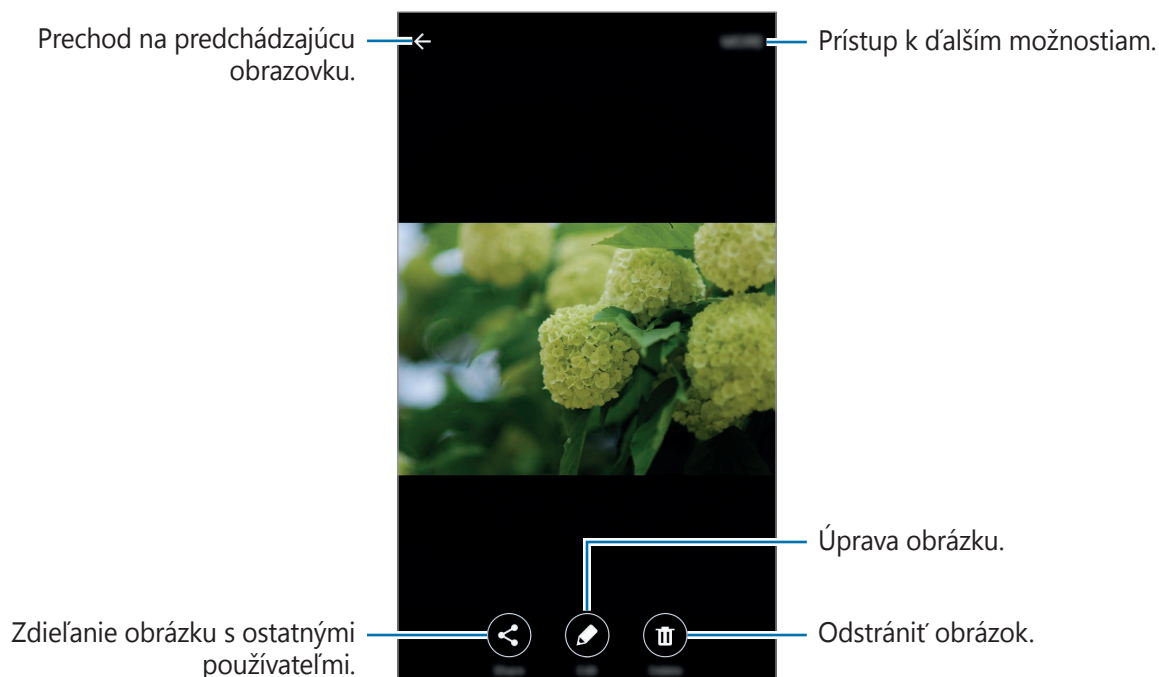 Prechod na predchádzajúcu
obrazovku.
Prístup k ďalším možnostiam.
Úprava obrázku.
Zdieľanie obrázku s ostatnými
používateľmi.
Odstrániť obrázok.